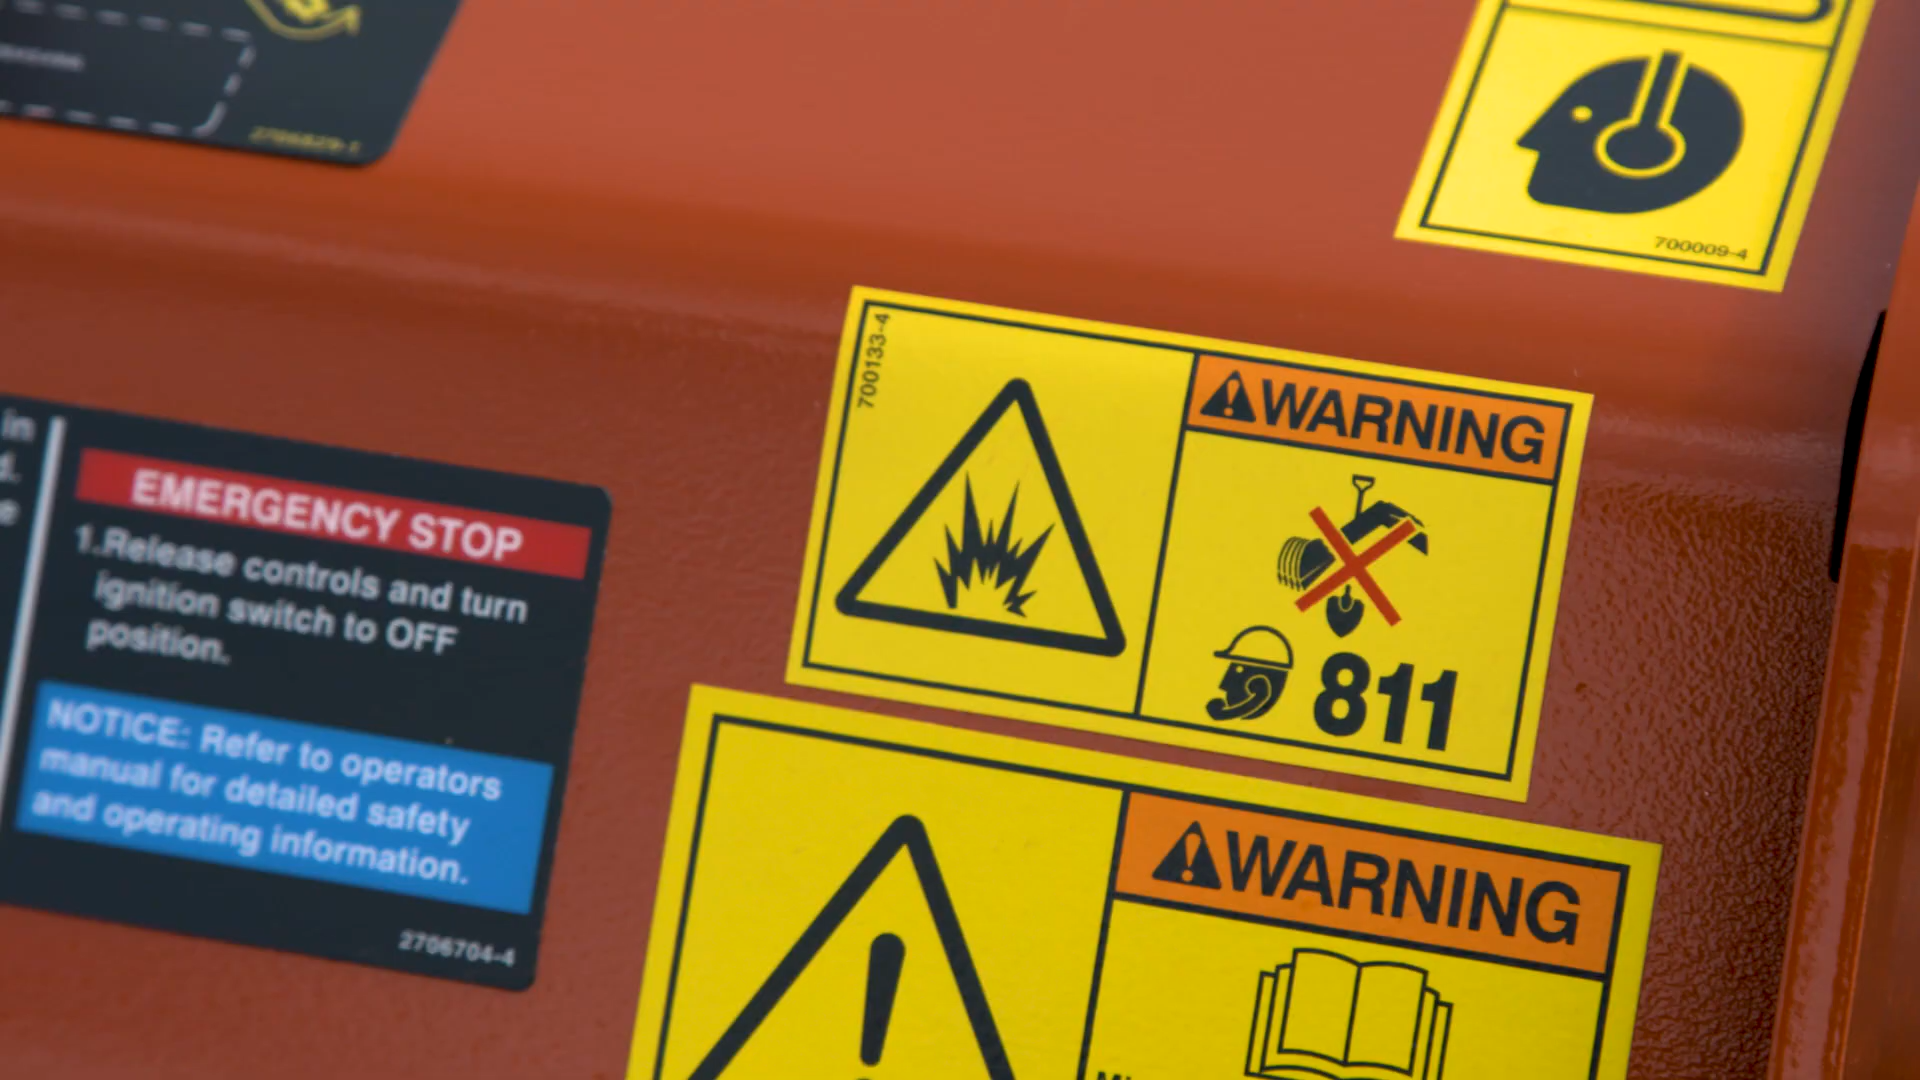 2706829-1
700009-4
700133-4
WARNING
811
in
d.
e
EMERGENCY STOP
1.Release controls and turn
ignition switch to OFF
position.
NOTICE: Refer to operators
manual for detailed safety
and operating information.
2706704-4
WARNING